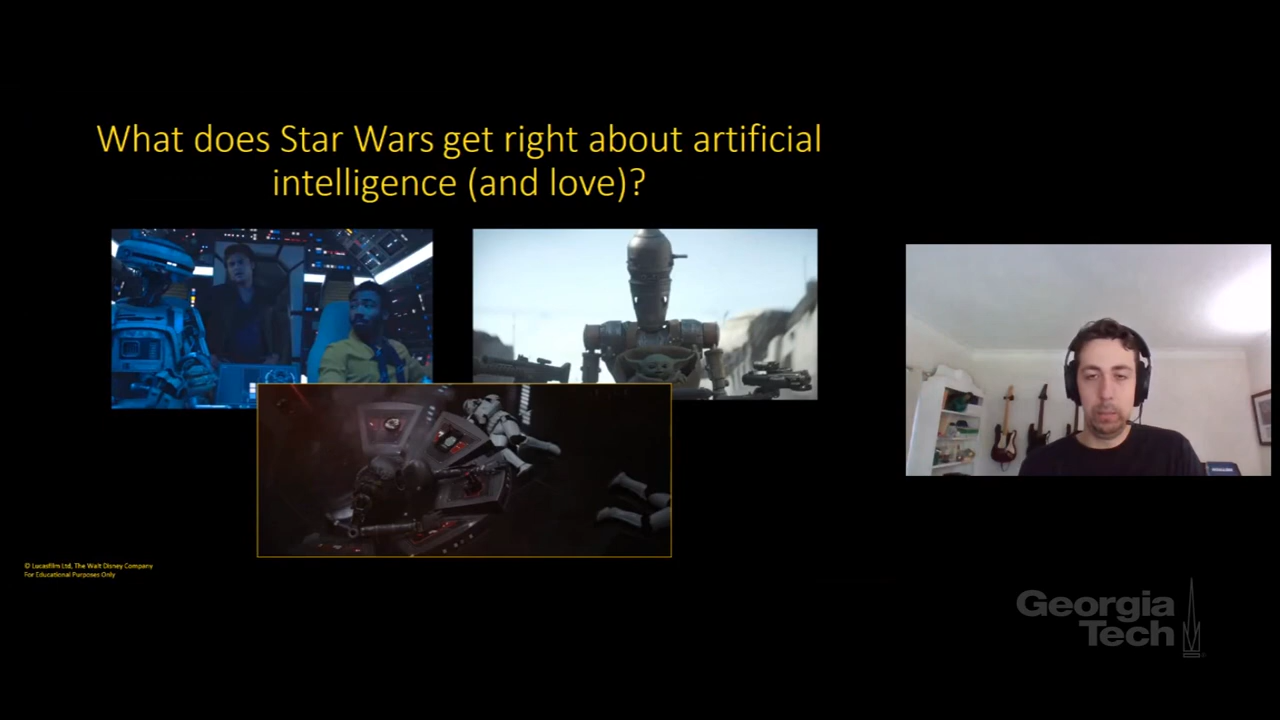 What does Star Wars get right about artificial
intelligence (and love)?
© Lucasfilm Ltd, The Walt Disney Company
For Educational Purposes Only
Georgia
Tech